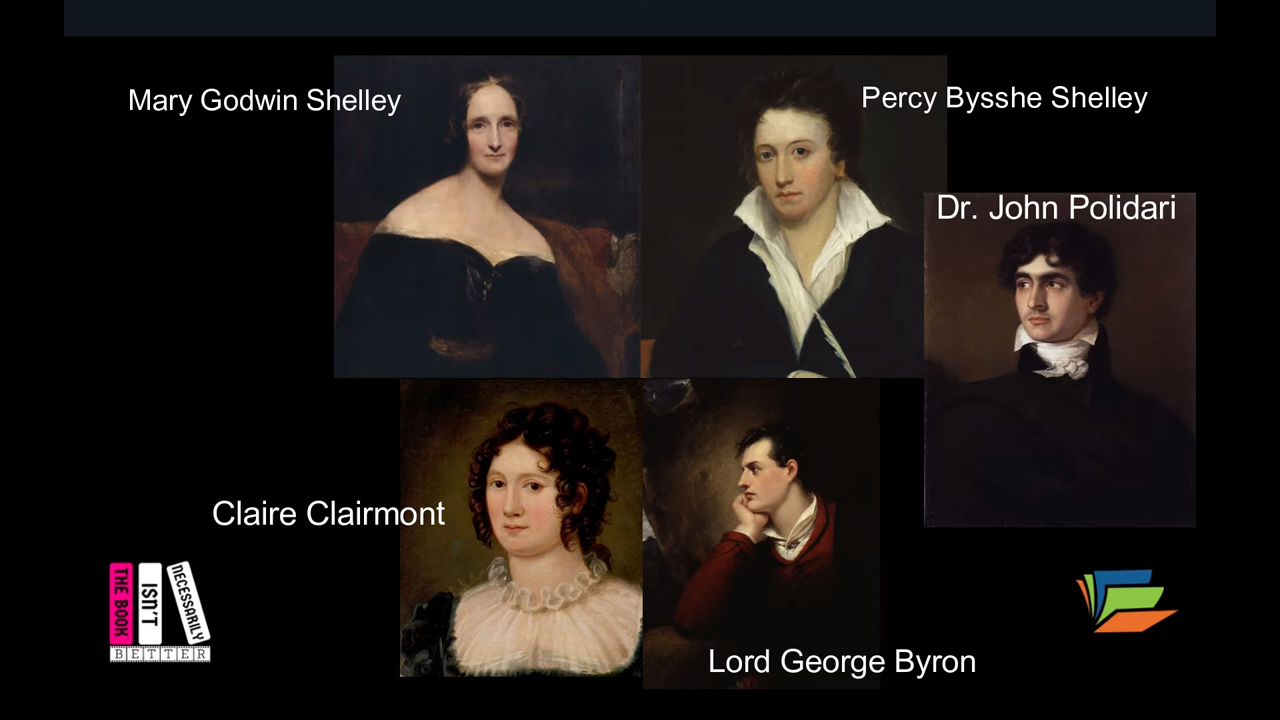 Mary Godwin Shelley
Percy Bysshe Shelley
Dr. John Polidari
Claire Clairmont
Lord George Byron
THE BOOK
ISN'T
NECESSARILY
BETTER